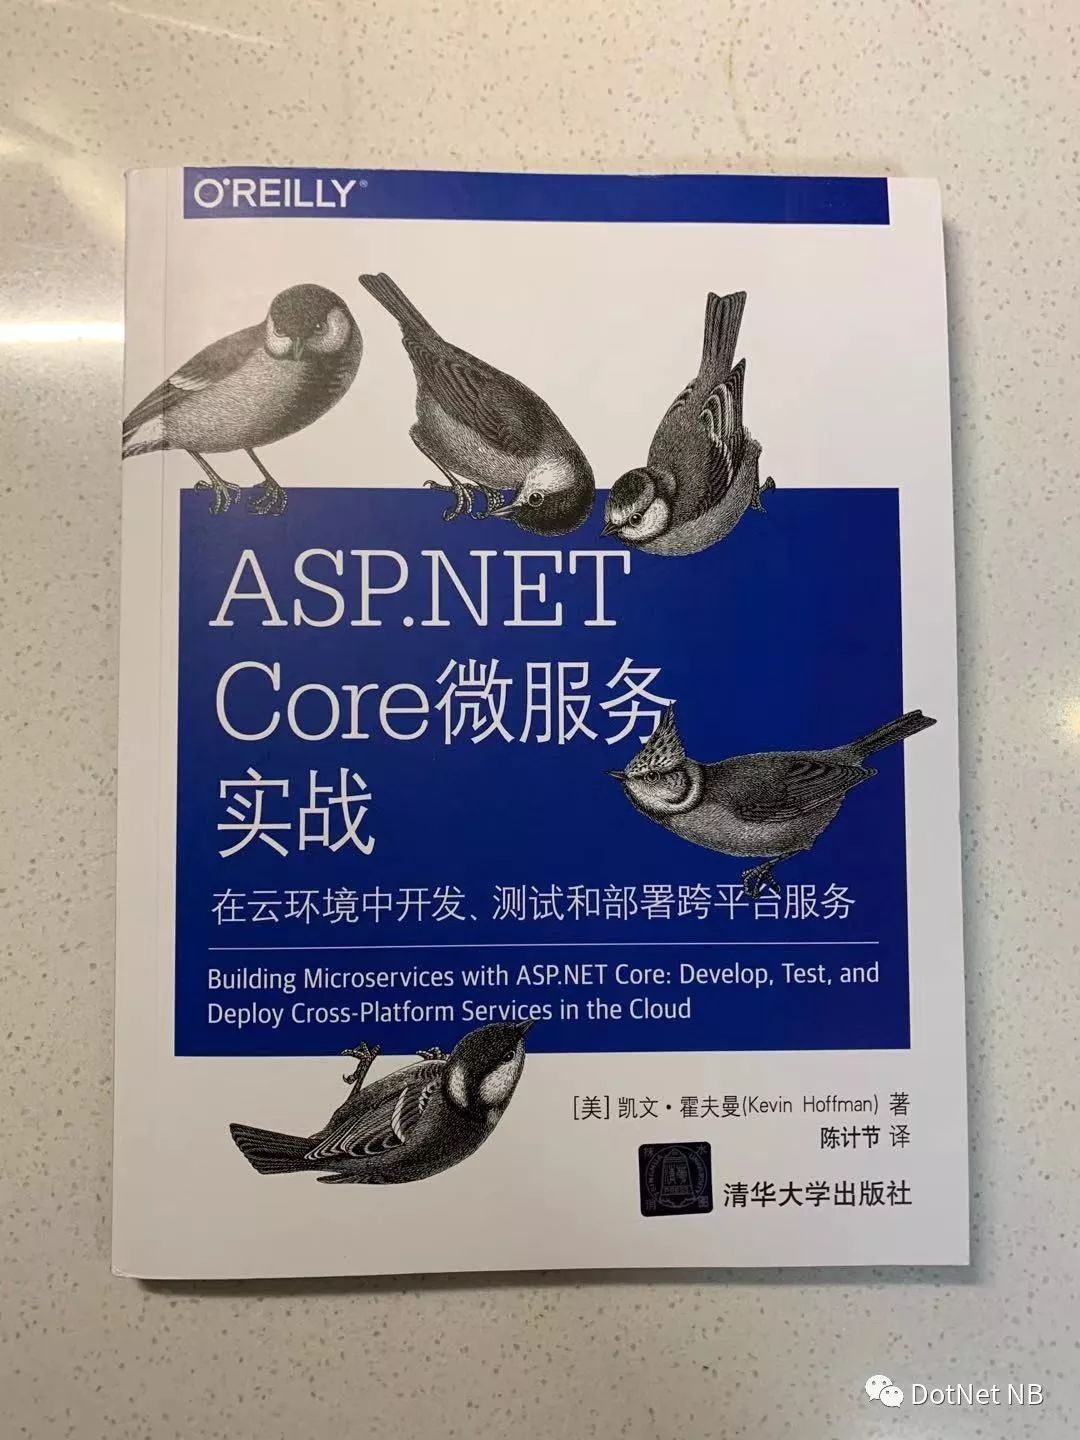 O'REILLY®
ASP.NET
Core微服务
实战
在云环境中开发、测试和部署跨平台服务
Building Microservices with ASP.NET Core: Develop, Test, and
Deploy Cross-Platform Services in the Cloud
[美] 凯文·霍夫曼(Kevin Hoffman) 著
陈计节 译
清华大学出版社
DotNet NB